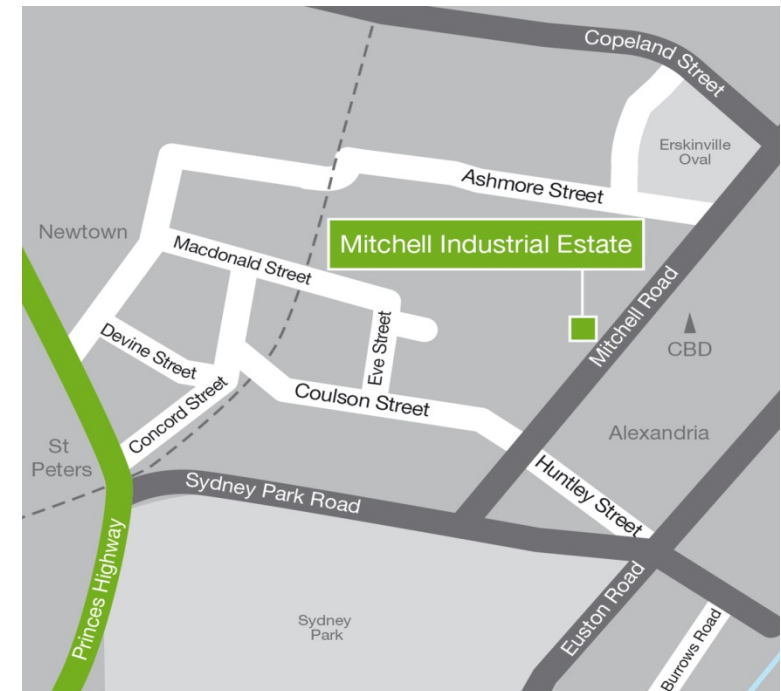 Copeland Street
Erskinville
Oval
Ashmore Street
Newtown
Mitchell Industrial Estate
Macdonald Street
Mitchell Road
Devine Street
Eve Street
CBD
Concord Street
Coulson Street
St
Peters
Alexandria
Sydney Park Road
Huntley Street
Princes Highway
Sydney
Park
Euston Road
Burrows Road